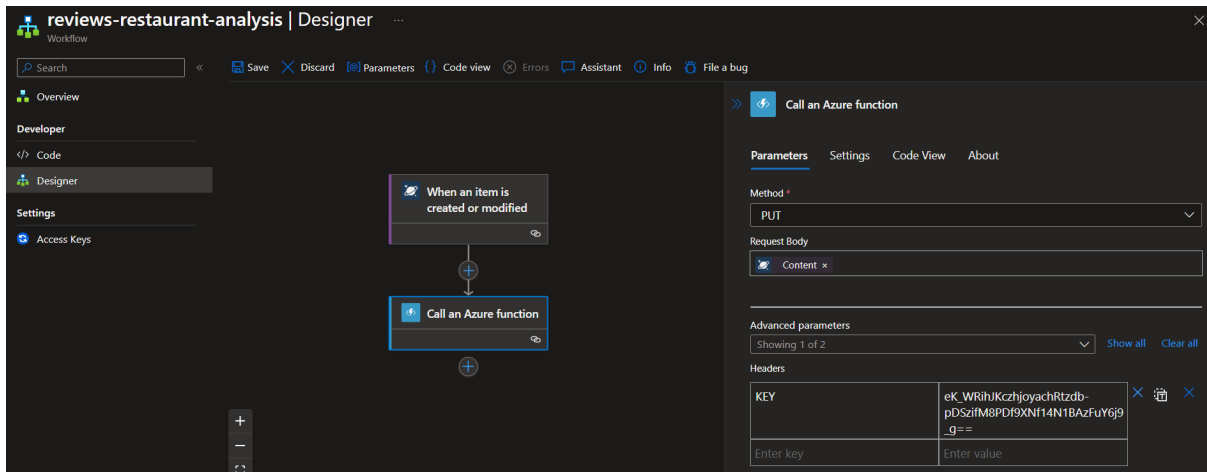 reviews-restaurant-analysis | Designer ...
Workflow
Search
«
Save Discard Parameters Code view Errors Assistant Info File a bug
Overview
Developer
Code
Designer
Settings
Access Keys
When an item is
created or modified
Call an Azure function
Call an Azure function
Parameters Settings Code View About
Method *
PUT
Request Body
Content ×
Advanced parameters
Showing 1 of 2
Show all Clear all
Headers
KEY
eK_WRihJKczhjoyachRtzdb-
pDSzifM8PDf9XNf14N1BAzFuY6j9
_g==
Enter key
Enter value